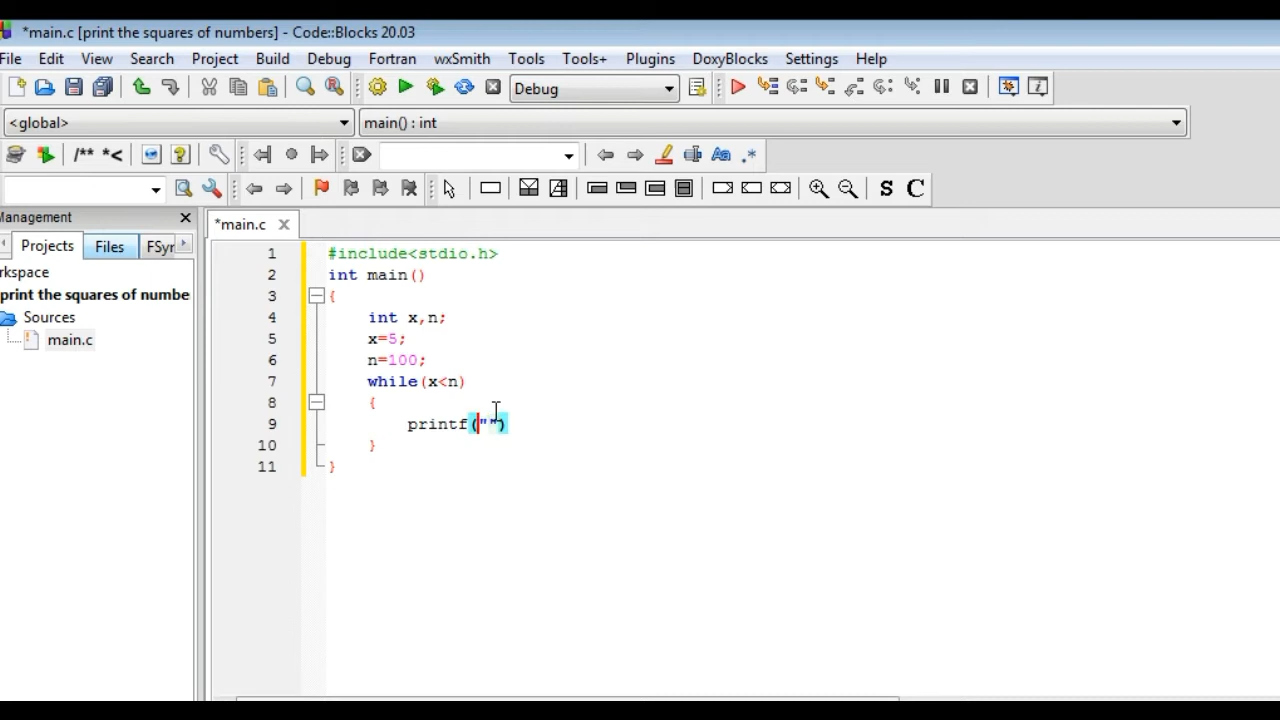 *main.c [print the squares of numbers] - Code::Blocks 20.03
File Edit View Search Project Build Debug Fortran wxSmith Tools Tools+ Plugins DoxyBlocks Settings Help
Debug
<global> main() : int
/** *<
Aa .*
S C
Management
*main.c
Projects Files FSyr
rkspace
print the squares of numbe
Sources
main.c
1 #include<stdio.h>
2 int main()
3 {
4 int x,n;
5 x=5;
6 n=100;
7 while(x<n)
8 {
9 printf("")
10 }
11 }